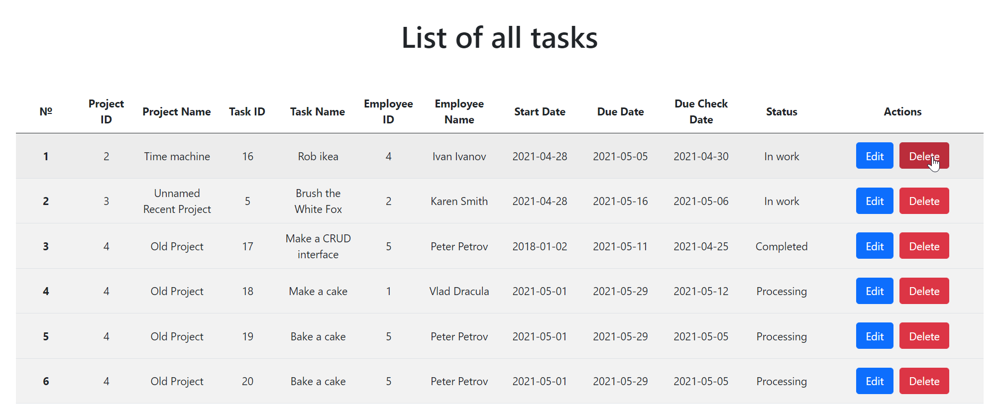 List of all tasks
№ Project ID Project Name Task ID Task Name Employee ID Employee Name Start Date Due Date Due Check Date Status Actions
1 2 Time machine 16 Rob ikea 4 Ivan Ivanov 2021-04-28 2021-05-05 2021-04-30 In work Edit Delete
2 3 Unnamed Recent Project 5 Brush the White Fox 2 Karen Smith 2021-04-28 2021-05-16 2021-05-06 In work Edit Delete
3 4 Old Project 17 Make a CRUD interface 5 Peter Petrov 2018-01-02 2021-05-11 2021-04-25 Completed Edit Delete
4 4 Old Project 18 Make a cake 1 Vlad Dracula 2021-05-01 2021-05-29 2021-05-12 Processing Edit Delete
5 4 Old Project 19 Bake a cake 5 Peter Petrov 2021-05-01 2021-05-29 2021-05-05 Processing Edit Delete
6 4 Old Project 20 Bake a cake 5 Peter Petrov 2021-05-01 2021-05-29 2021-05-05 Processing Edit Delete